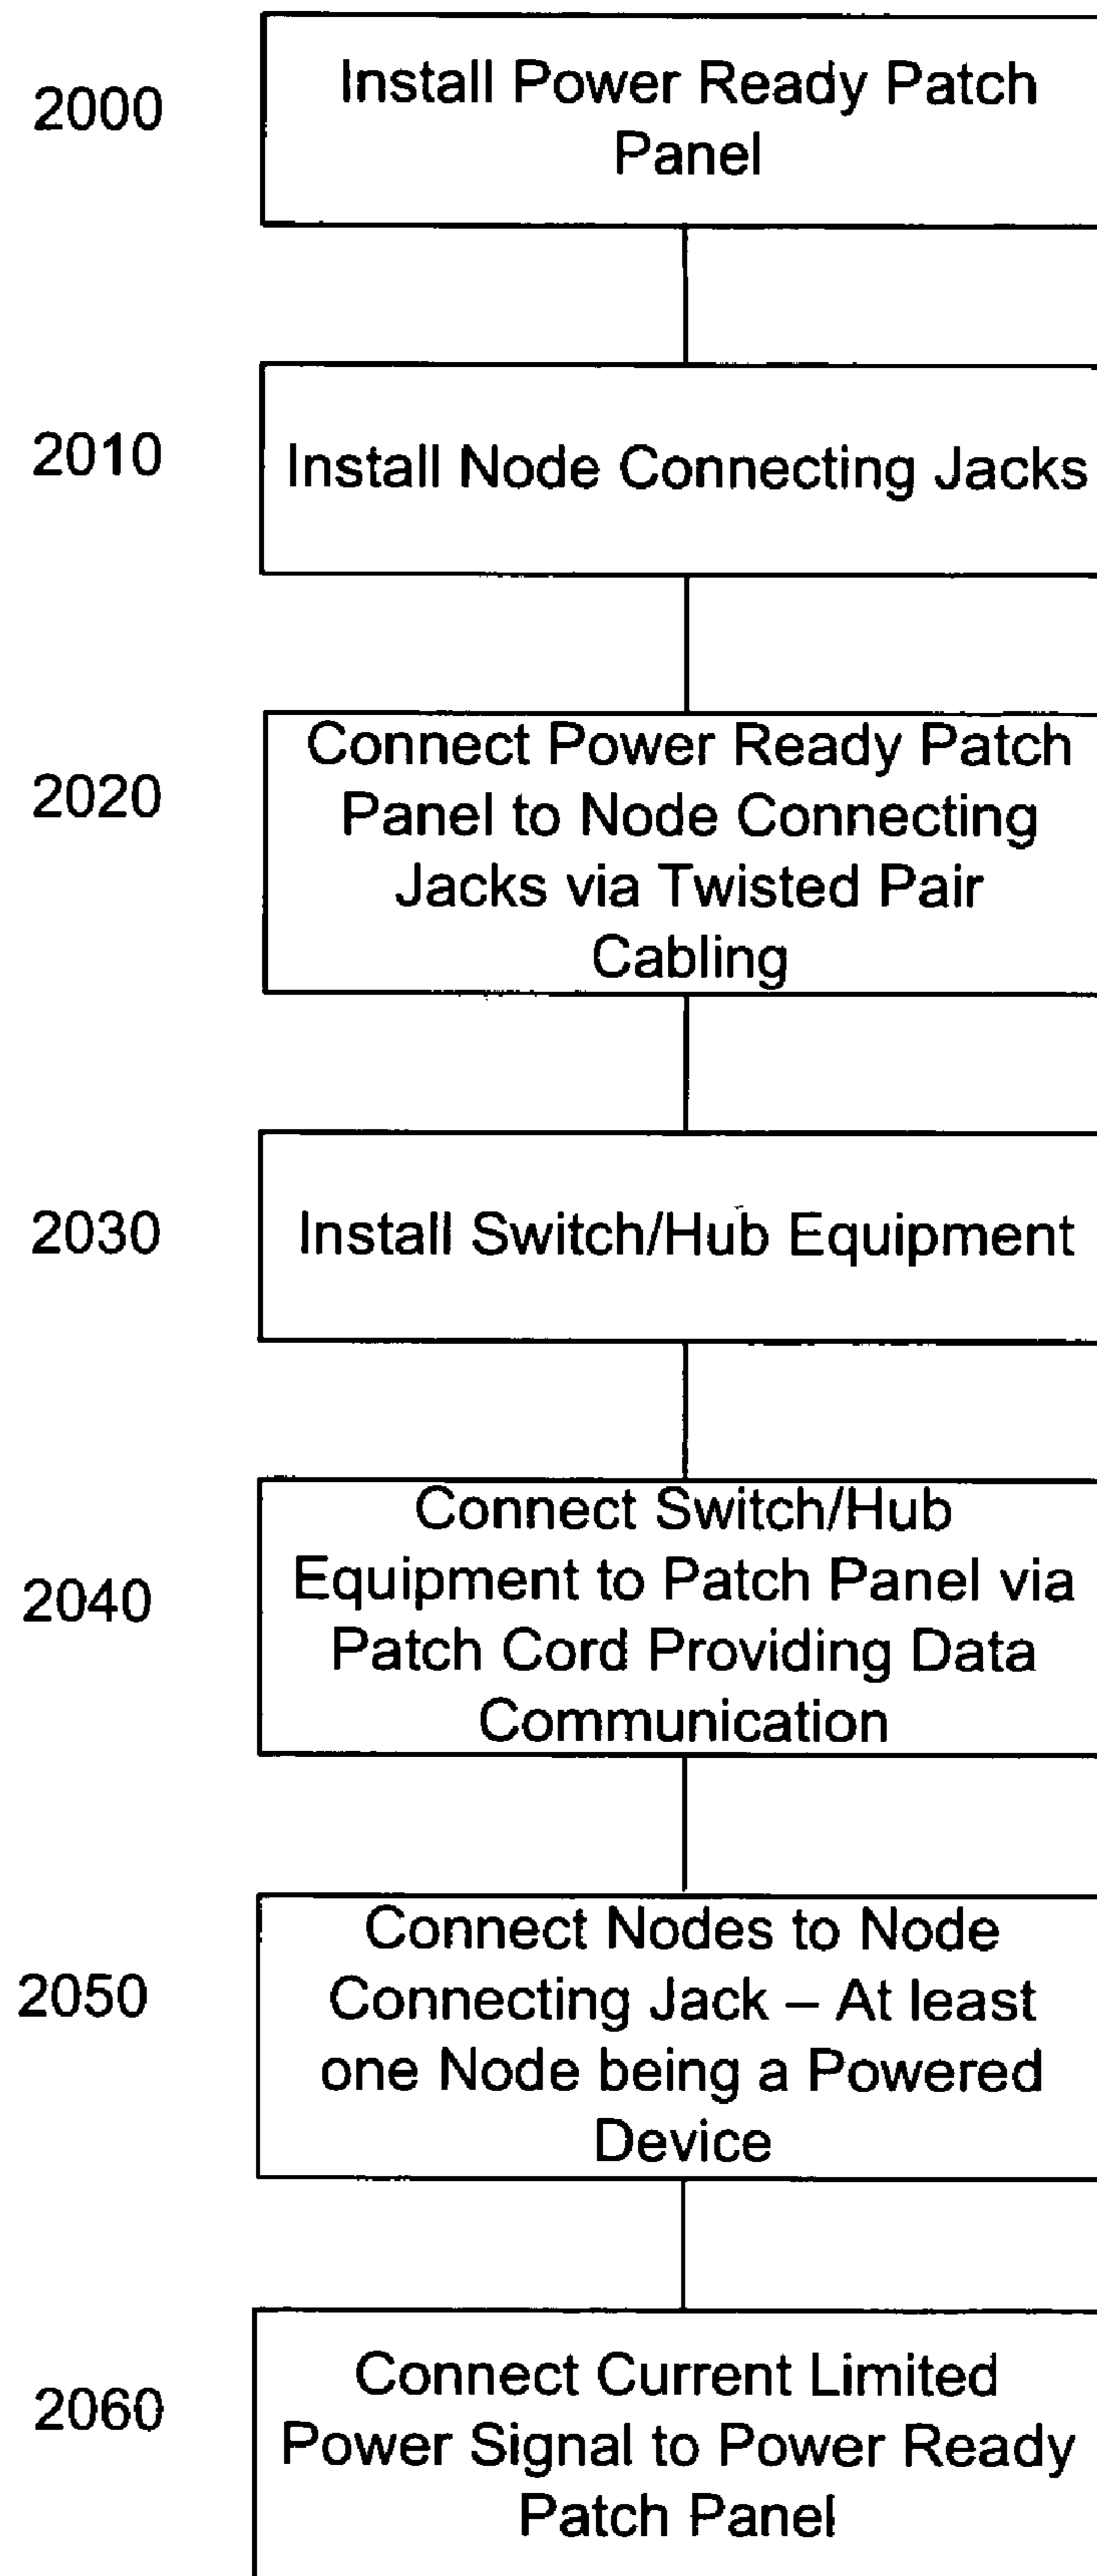 2000
Install Power Ready Patch
Panel
2010
Install Node Connecting Jacks
2020
Connect Power Ready Patch
Panel to Node Connecting
Jacks via Twisted Pair
Cabling
2030
Install Switch/Hub Equipment
2040
Connect Switch/Hub
Equipment to Patch Panel via
Patch Cord Providing Data
Communication
2050
Connect Nodes to Node
Connecting Jack – At least
one Node being a Powered
Device
2060
Connect Current Limited
Power Signal to Power Ready
Patch Panel